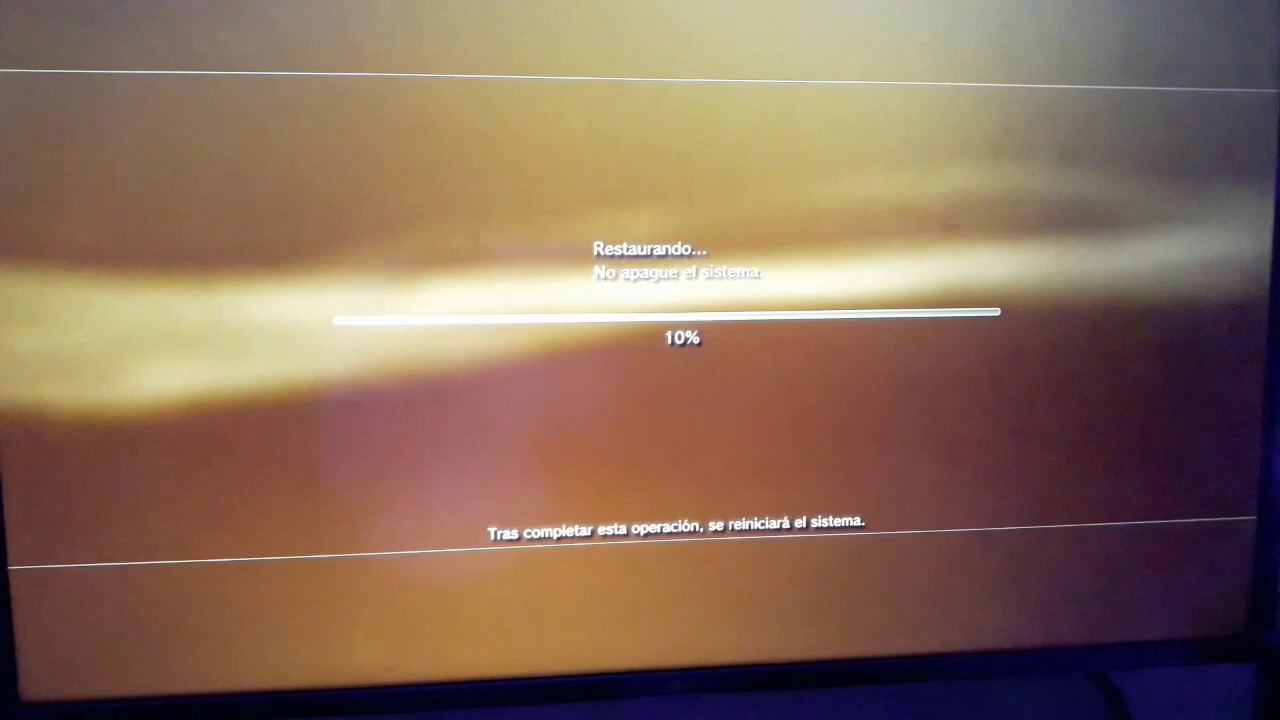 Restaurando...
No apague el sistema.
10%
Tras completar esta operación, se reiniciará el sistema.